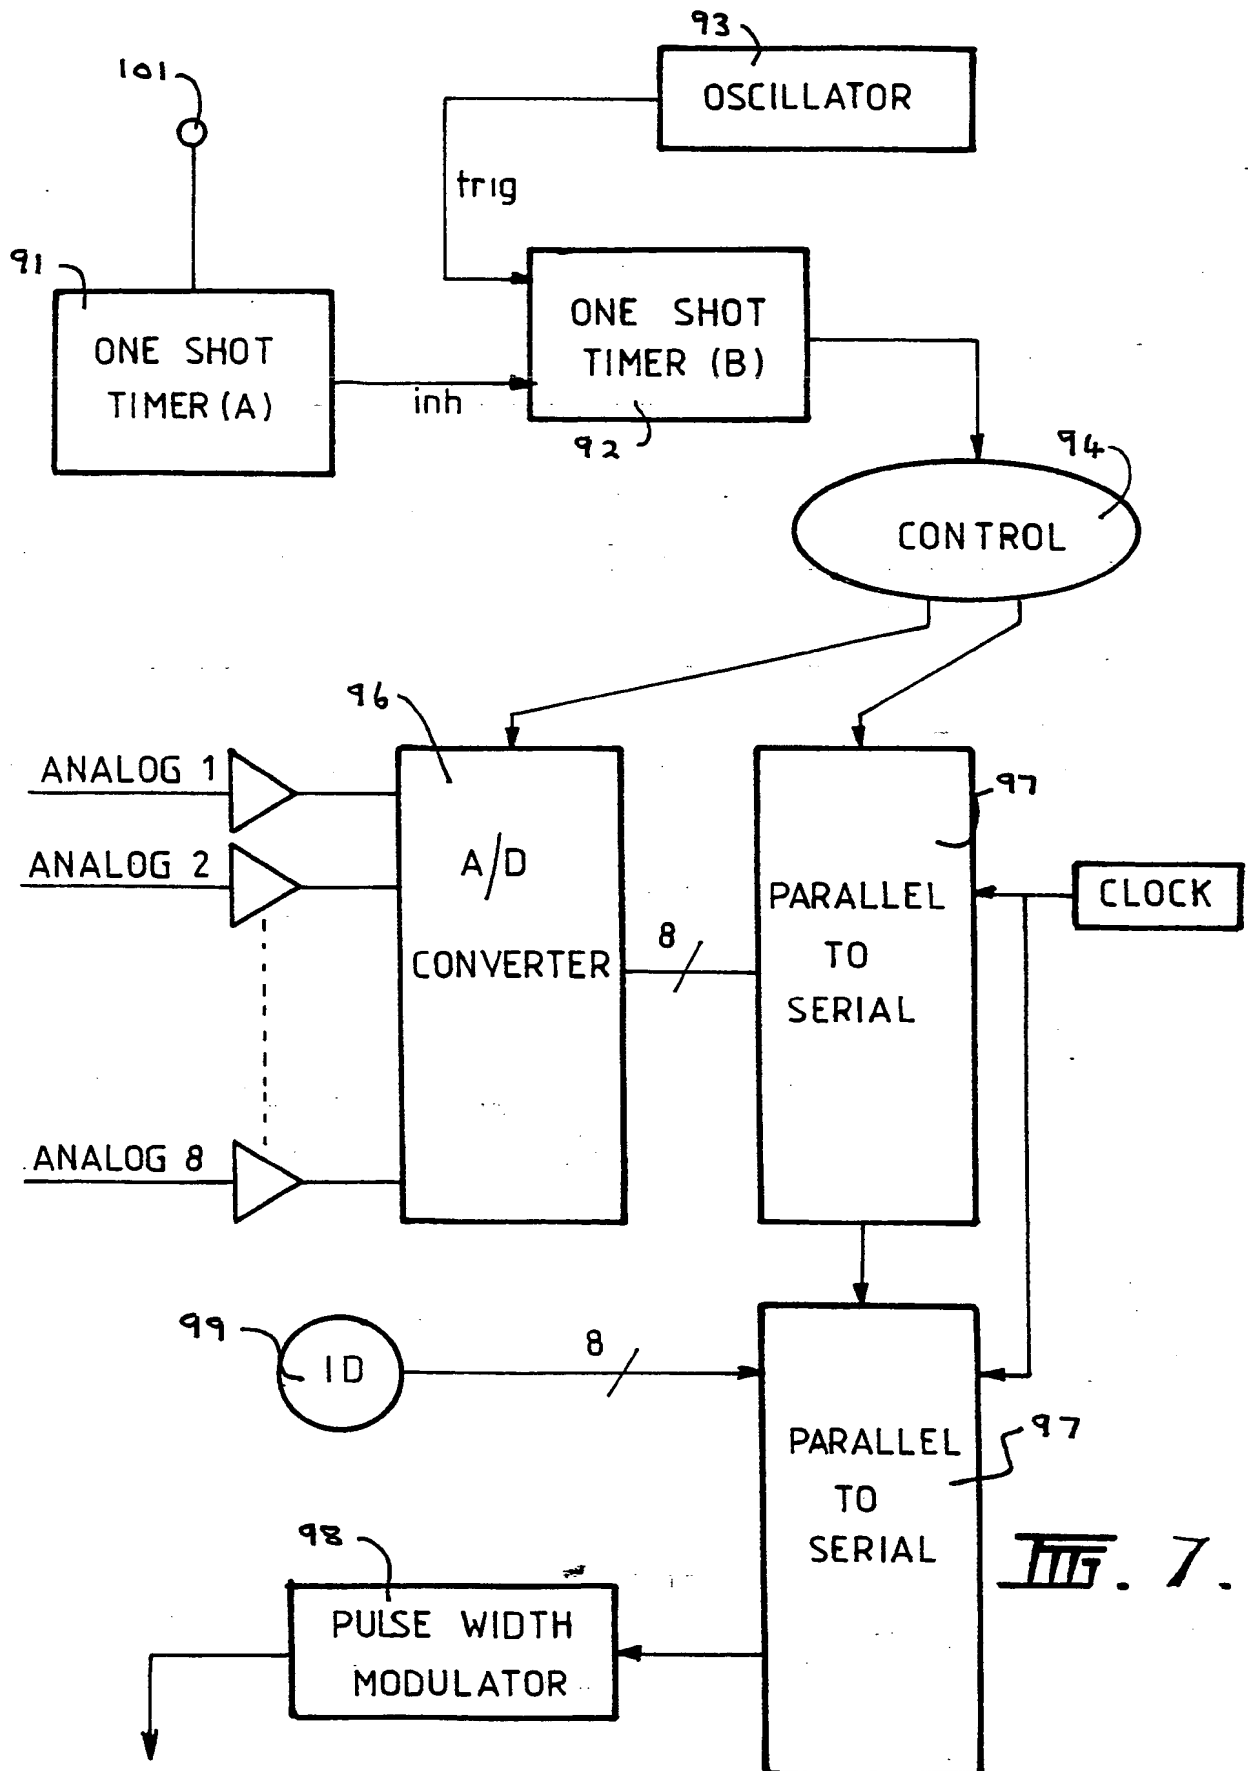 93
OSCILLATOR
101
trig
91
ONE SHOT
TIMER (A)
inh
ONE SHOT
TIMER (B)
92
94
CONTROL
96
ANALOG 1
ANALOG 2
ANALOG 8
A/D
CONVERTER
8
97
PARALLEL
TO
SERIAL
CLOCK
99
ID
8
PARALLEL
TO
SERIAL
97
98
PULSE WIDTH
MODULATOR
FIG. 7.